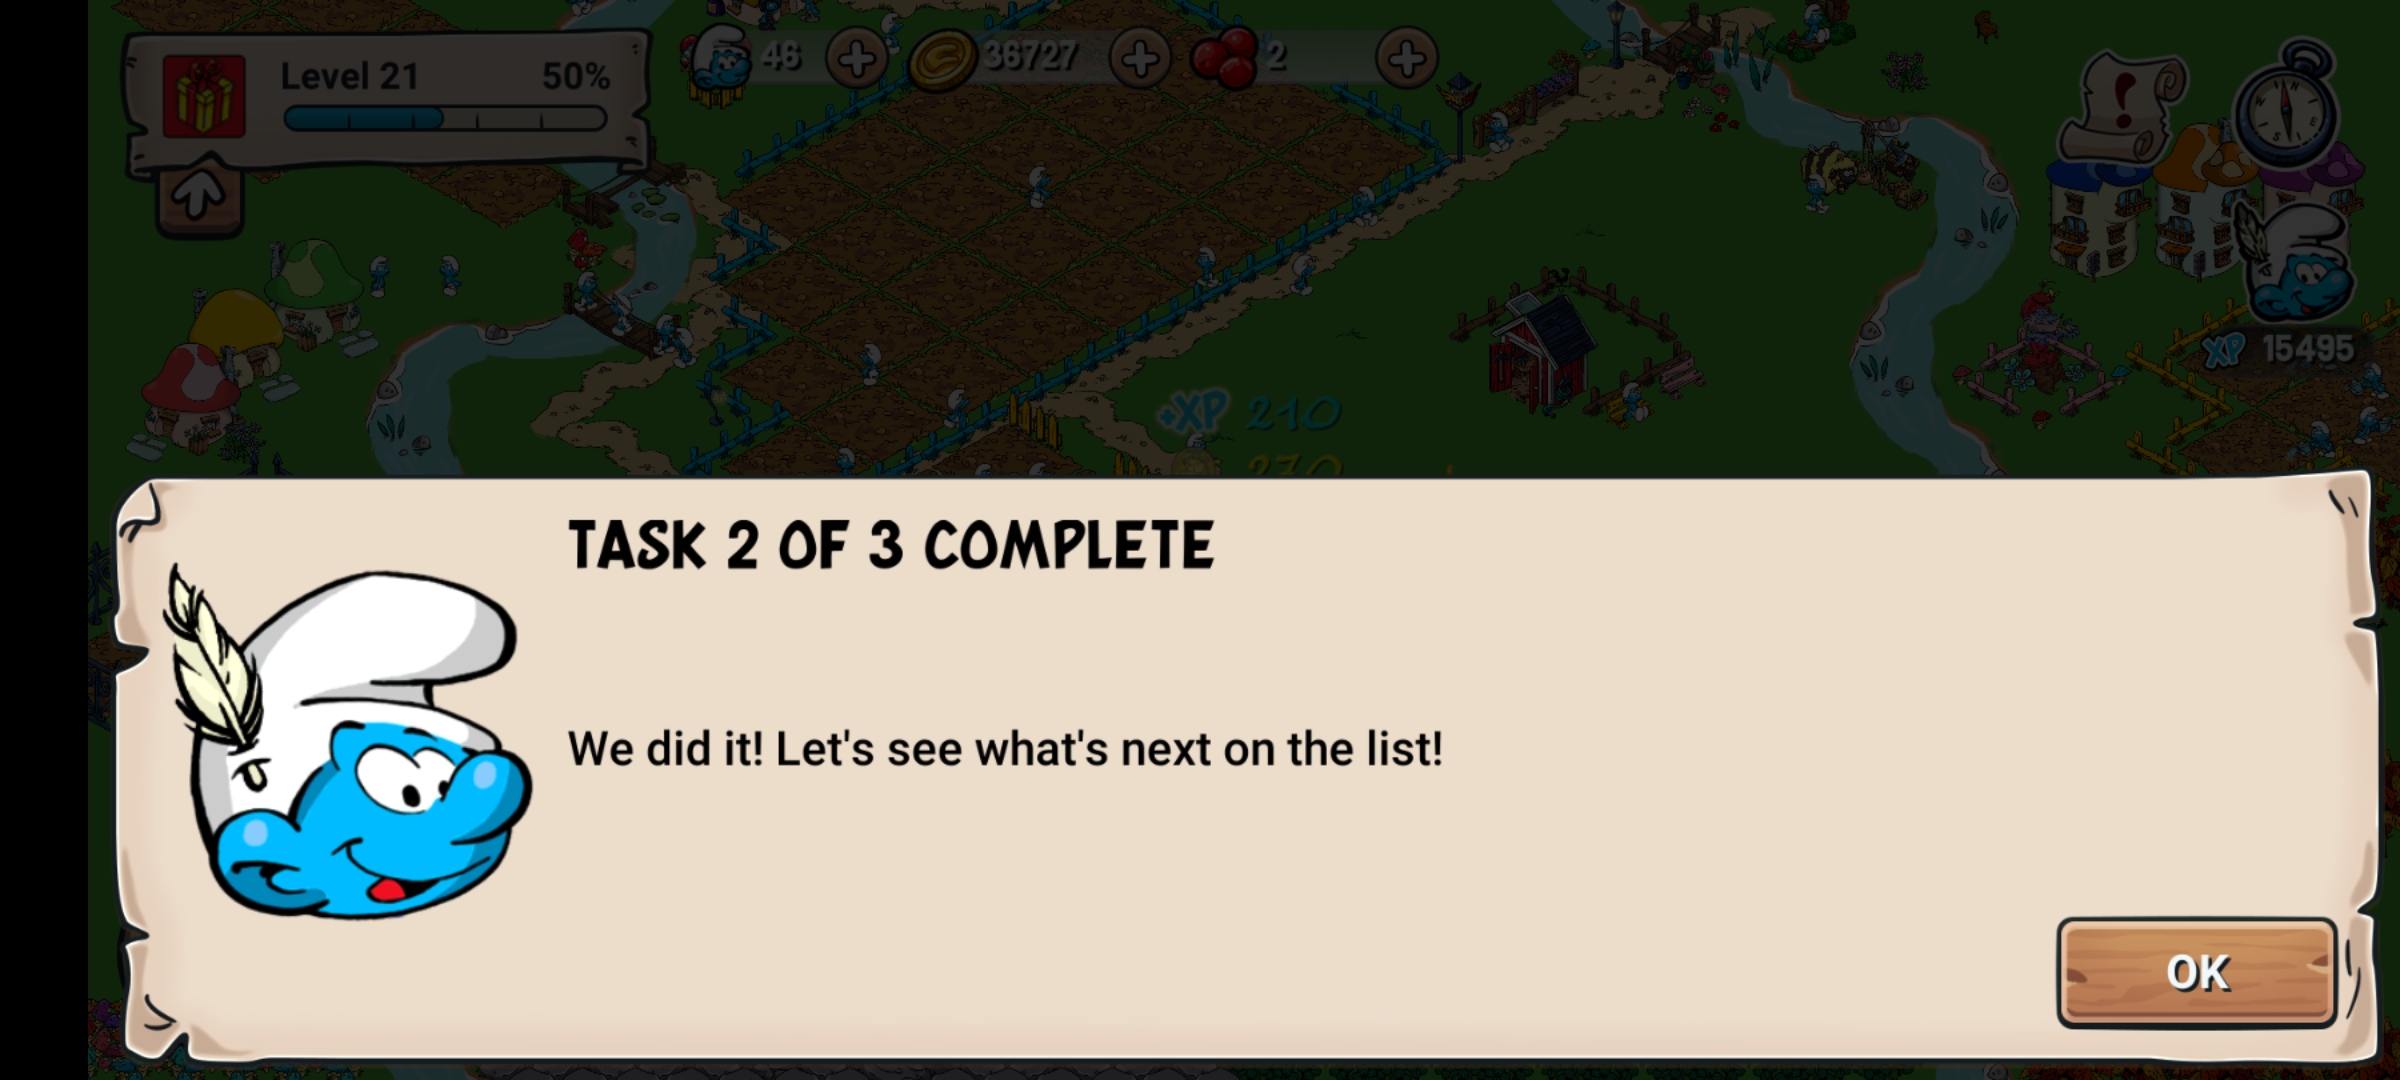 Level 21 50%
46
36727
2
XP 15495
+XP 210
270
TASK 2 OF 3 COMPLETE
We did it! Let's see what's next on the list!
OK